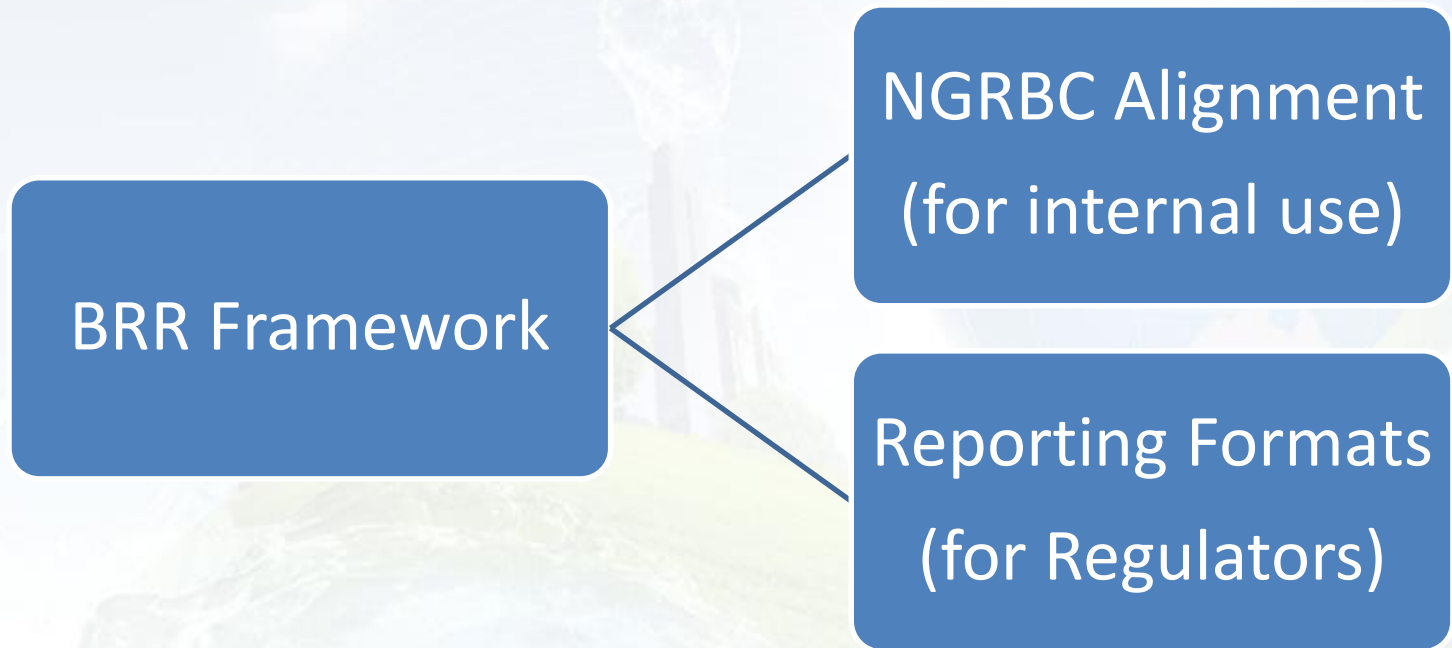 BRR Framework
NGRBC Alignment
(for internal use)
Reporting Formats
(for Regulators)